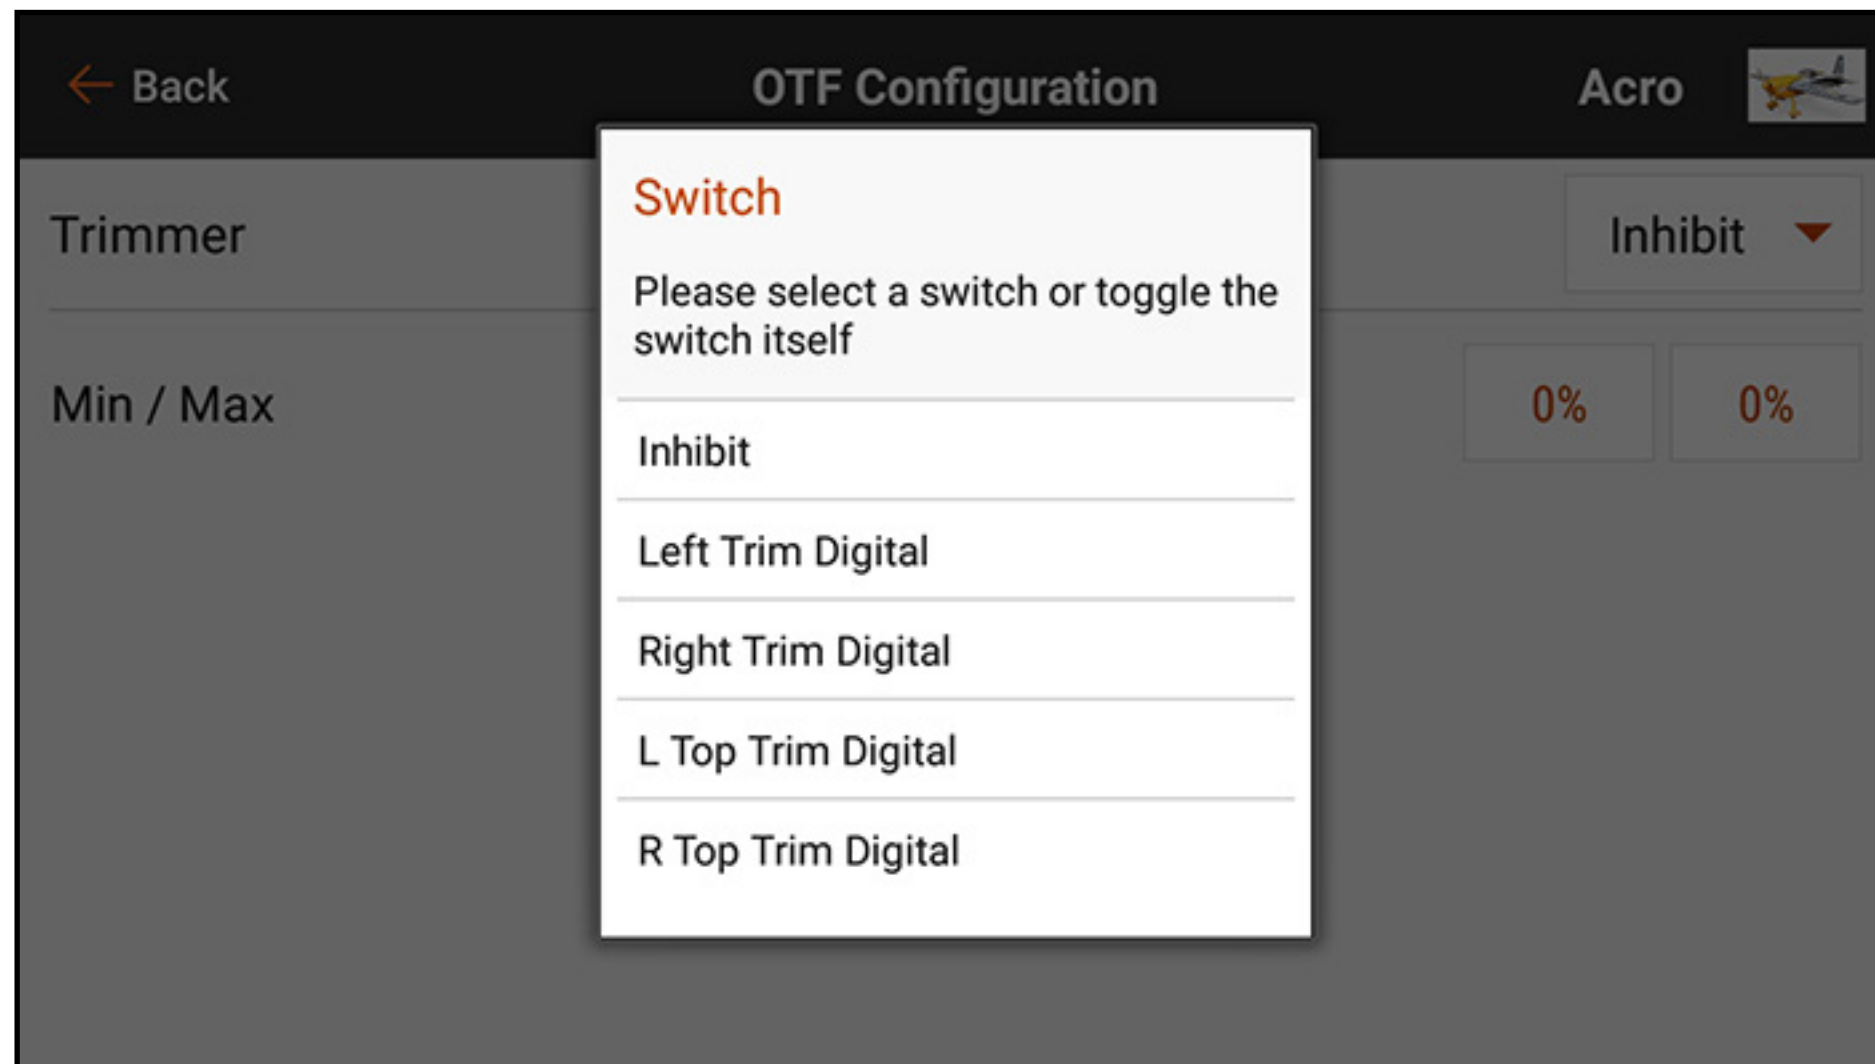 Back
OTF Configuration
Acro
Switch
Please select a switch or toggle the
switch itself
Trimmer
Inhibit
Min / Max
0%
0%
Inhibit
Left Trim Digital
Right Trim Digital
L Top Trim Digital
R Top Trim Digital